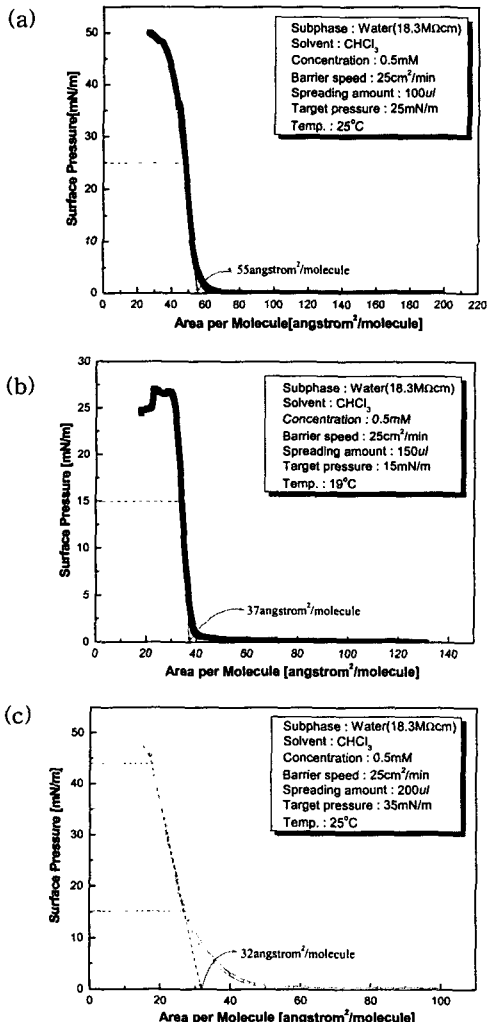 (a)
Surface Pressure[mN/m]
50
40
30
20
10
0
Subphase : Water(18.3MΩcm)
Solvent : CHCl3
Concentration : 0.5mM
Barrier speed : 25cm2/min
Spreading amount : 100ul
Target pressure : 25mN/m
Temp. : 25°C
55angstrom2/molecule
0 20 40 60 80 100 120 140 160 180 200 220
Area per Molecule[angstrom2/molecule]
(b)
Surface Pressure [mN/m]
30
25
20
15
10
5
0
Subphase : Water(18.3MΩcm)
Solvent : CHCl3
Concentration : 0.5mM
Barrier speed : 25cm2/min
Spreading amount : 150ul
Target pressure : 15mN/m
Temp. : 19°C
37angstrom2/molecule
0 20 40 60 80 100 120 140
Area per Molecule [angstrom2/molecule]
(c)
Surface Pressure [mN/m]
50
40
30
20
10
0
Subphase : Water(18.3MΩcm)
Solvent : CHCl3
Concentration : 0.5mM
Barrier speed : 25cm2/min
Spreading amount : 200ul
Target pressure : 35mN/m
Temp. : 25°C
32angstrom2/molecule
0 20 40 60 80 100
Area per Molecule [angstrom2/molecule]